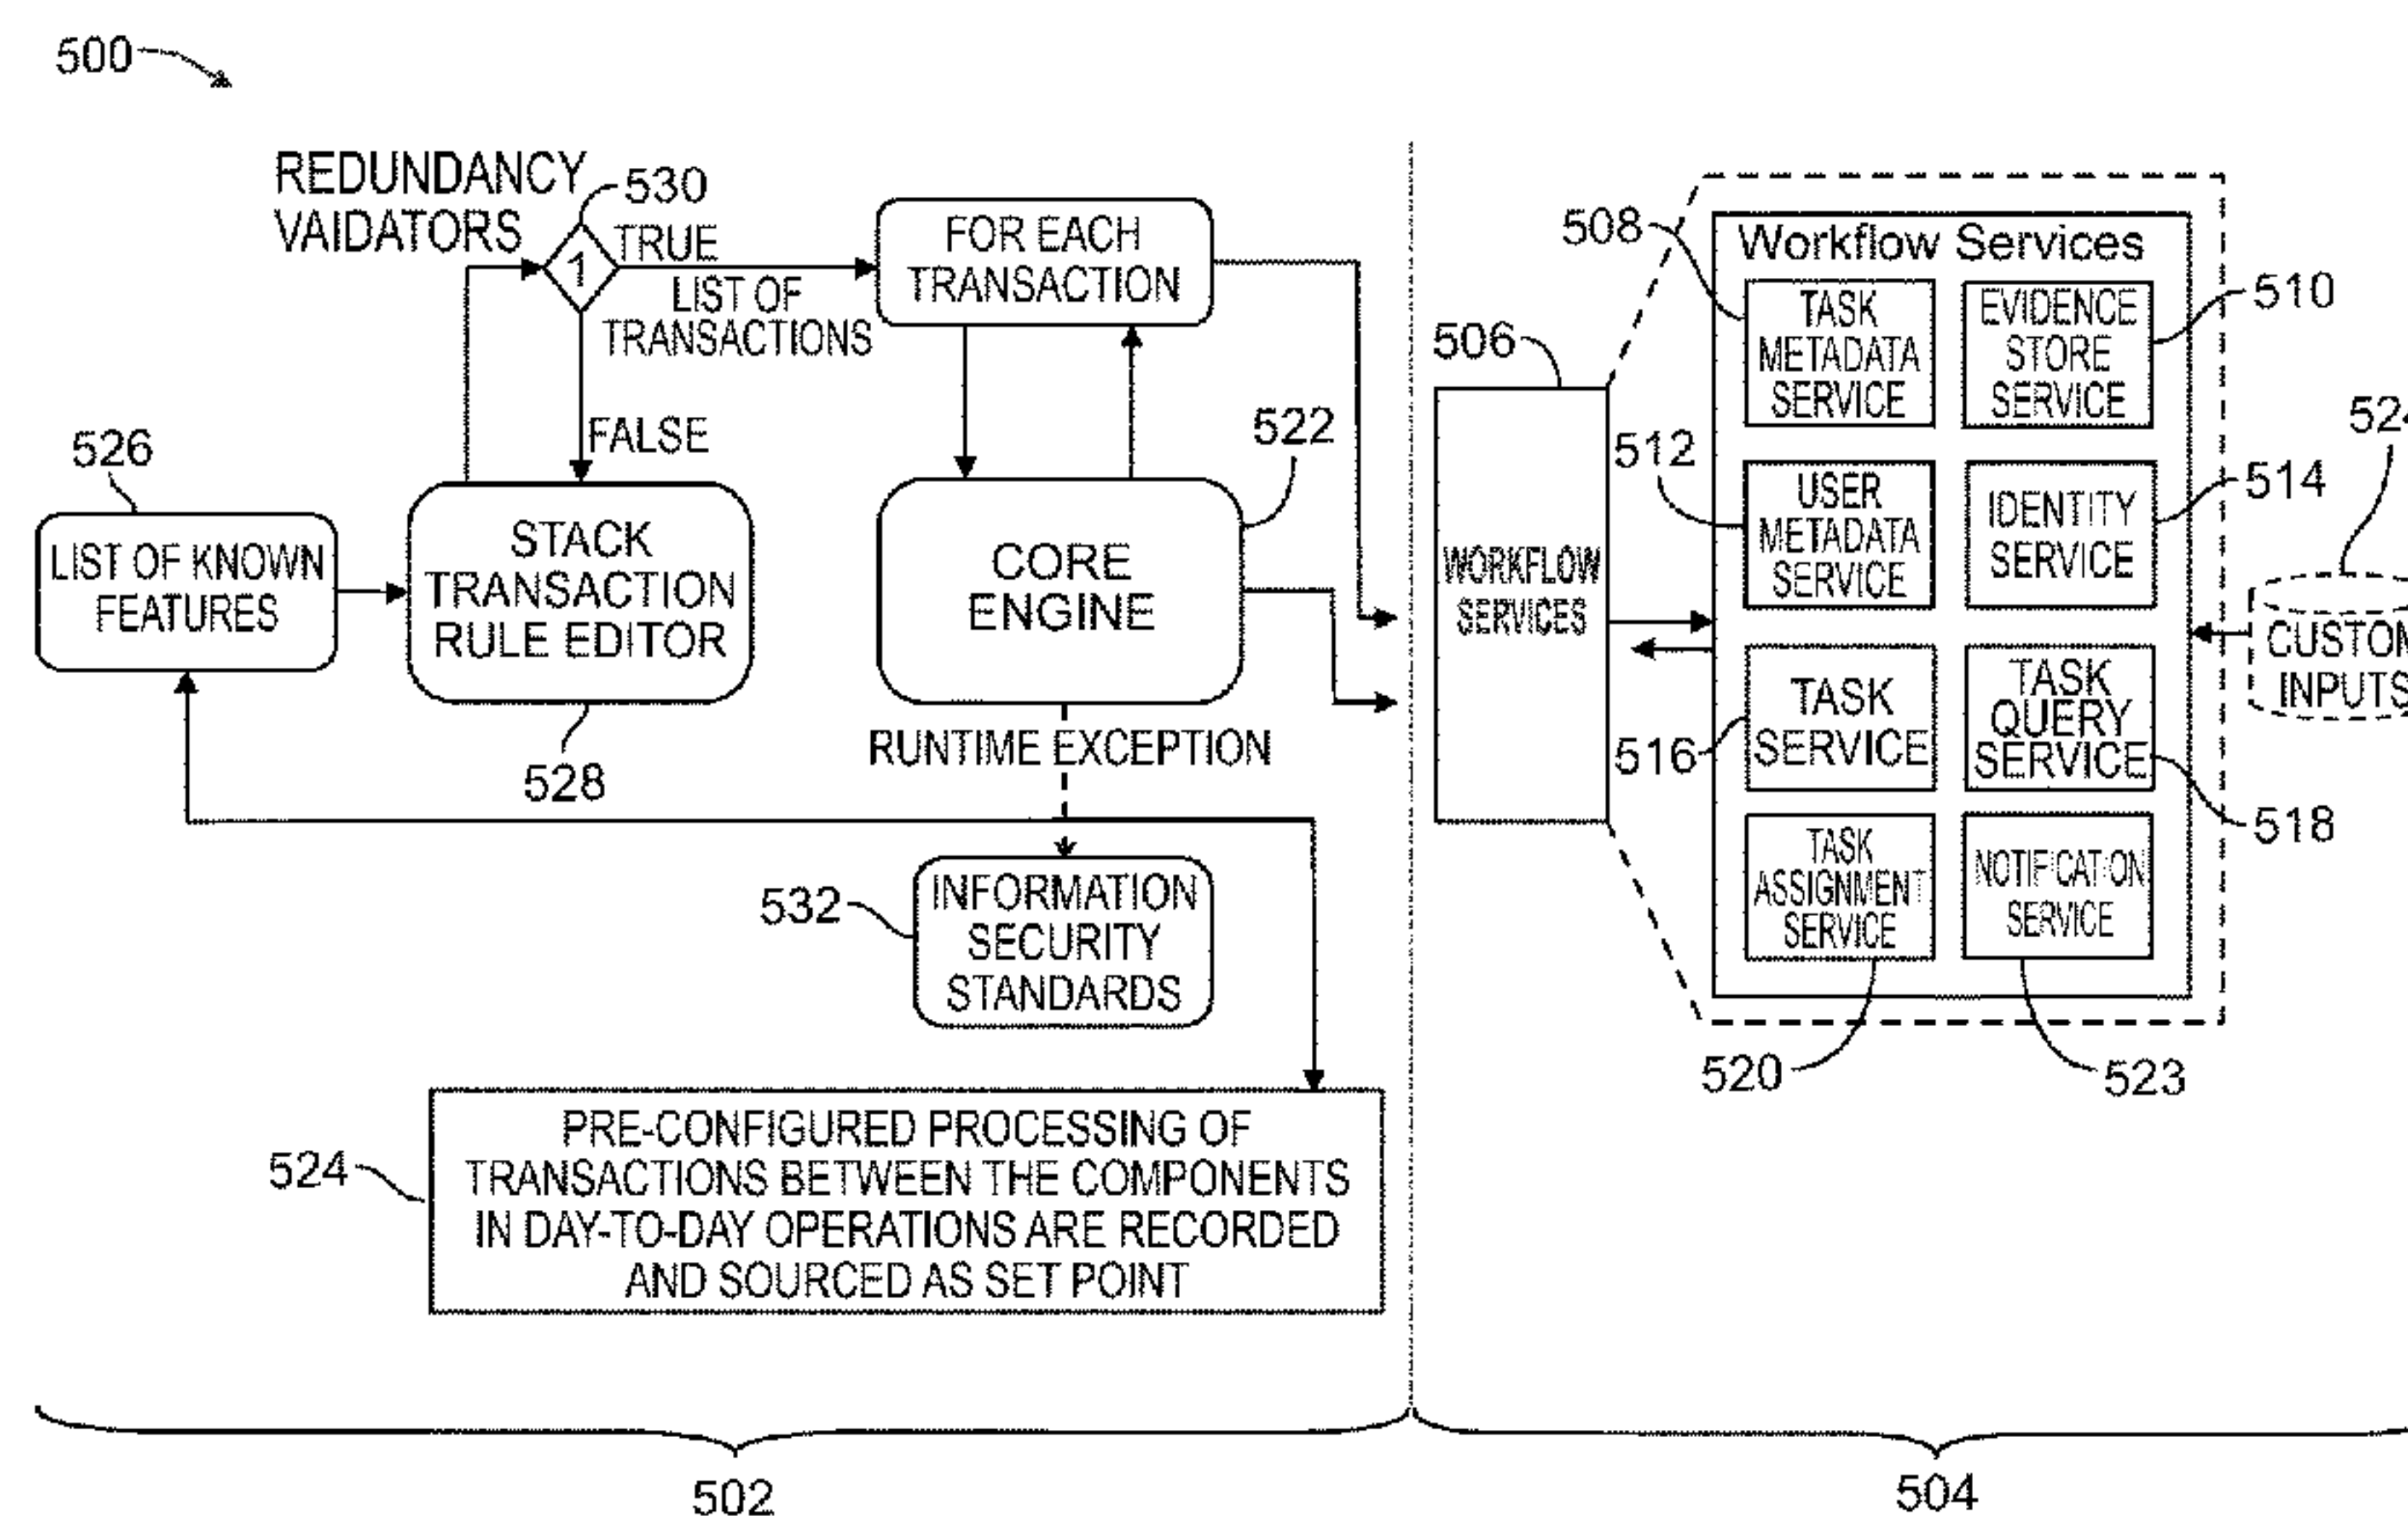 500
REDUNDANCY
VAIDATORS
530
1
TRUE
LIST OF
TRANSACTIONS
FALSE
FOR EACH
TRANSACTION
526
LIST OF KNOWN
FEATURES
STACK
TRANSACTION
RULE EDITOR
528
522
CORE
ENGINE
RUNTIME EXCEPTION
532
INFORMATION
SECURITY
STANDARDS
524
PRE-CONFIGURED PROCESSING OF
TRANSACTIONS BETWEEN THE COMPONENTS
IN DAY-TO-DAY OPERATIONS ARE RECORDED
AND SOURCED AS SET POINT
502
506
WORKFLOW
SERVICES
Workflow Services
508
TASK
METADATA
SERVICE
EVIDENCE
STORE
SERVICE
510
512
USER
METADATA
SERVICE
IDENTITY
SERVICE
514
516
TASK
SERVICE
TASK
QUERY
SERVICE
518
TASK
ASSIGNMENT
SERVICE
NOTIFICATION
SERVICE
520
523
524
CUSTOM
INPUTS
504